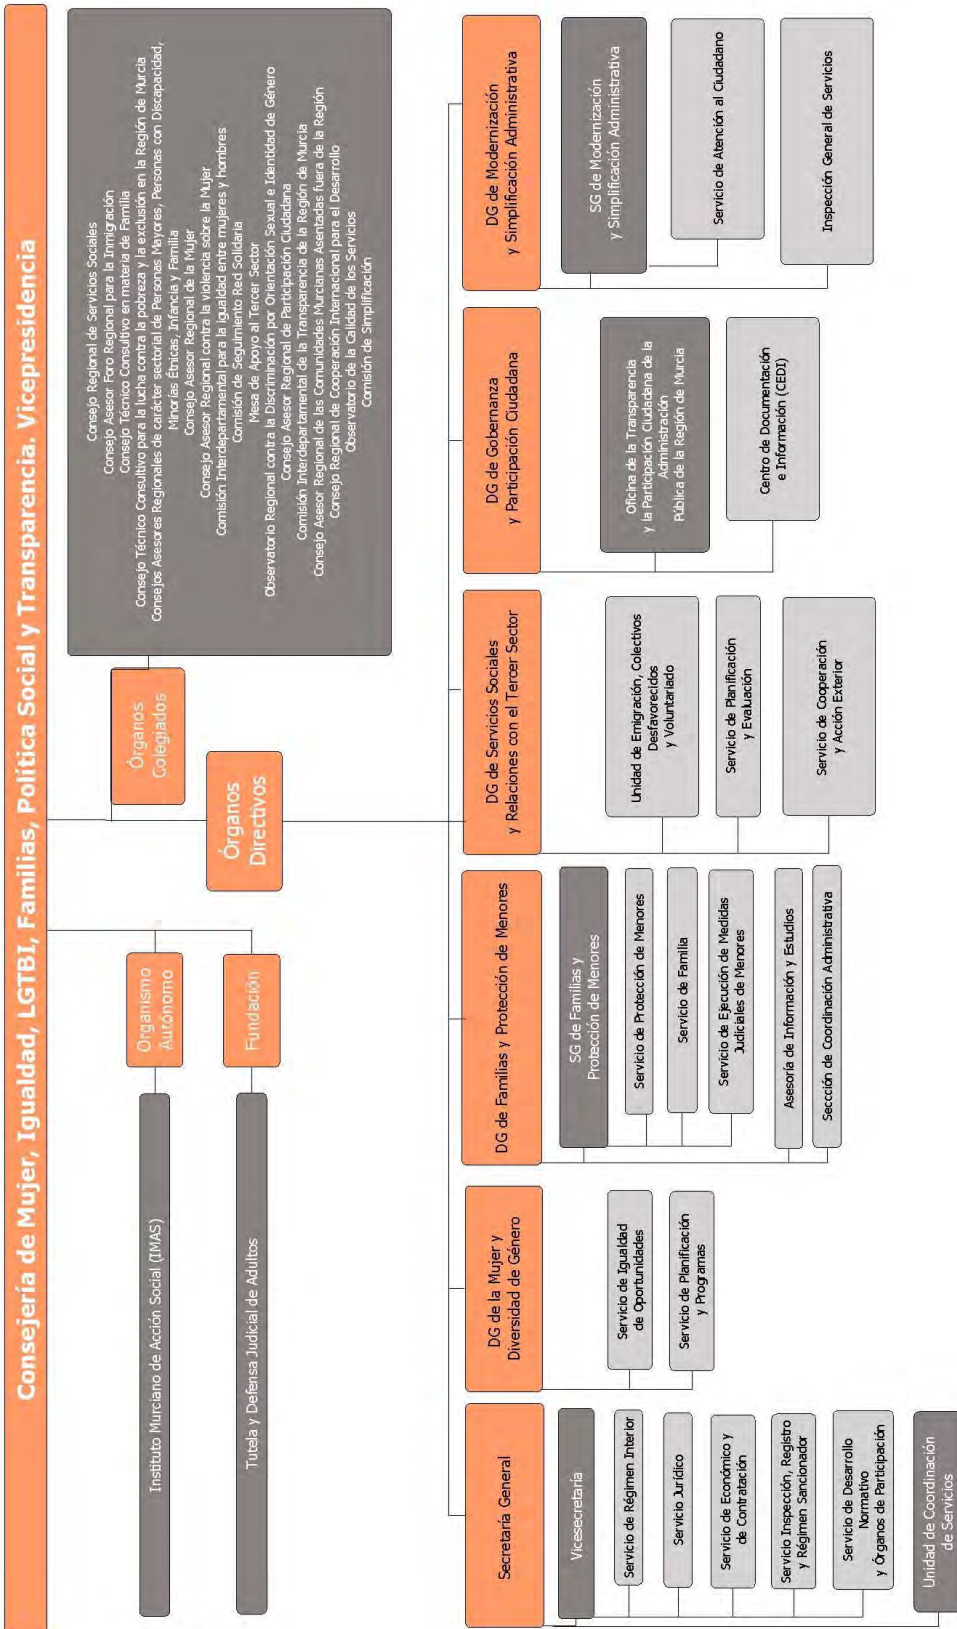 Consejería de Mujer, Igualdad, LGTBI, Familias, Política Social y Transparencia. Vicepresidencia
Organismo
Autónomo
Instituto Murciano de Acción Social (IMAS)
Fundación
Tutela y Defensa Judicial de Adultos
Órganos
Colegiados
Consejo Regional de Servicios Sociales
Consejo Asesor Foro Regional para la Inmigración
Consejo Técnico Consultivo en materia de Familia
Consejo Técnico Consultivo para la lucha contra la pobreza y la exclusión en la Región de Murcia
Consejos Asesores Regionales de carácter sectorial de Personas Mayores, Personas con Discapacidad,
Minorías Étnicas, Infancia y Familia
Consejo Asesor Regional de la Mujer
Consejo Asesor Regional contra la violencia sobre la Mujer
Comisión Interdepartamental para la igualdad entre mujeres y hombres
Comisión de Seguimiento Red Solidaria
Mesa de Apoyo al Tercer Sector
Observatorio Regional contra la Discriminación por Orientación Sexual e Identidad de Género
Consejo Asesor Regional de Participación Ciudadana
Comisión Interdepartamental de la Transparencia de la Región de Murcia
Consejo Asesor Regional de las Comunidades Murcianas Asentadas fuera de la Región
Consejo Regional de Cooperación Internacional para el Desarrollo
Observatorio de la Calidad de los Servicios
Comisión de Simplificación
Órganos
Directivos
Secretaría General
Vicesecretaría
Servicio de Régimen Interior
Servicio Jurídico
Servicio de Económico y
de Contratación
Servicio Inspección, Registro
y Régimen Sancionador
Servicio de Desarrollo
Normativo
y Órganos de Participación
Unidad de Coordinación
de Servicios
DG de la Mujer y
Diversidad de Género
Servicio de Igualdad
de Oportunidades
Servicio de Planificación
y Programas
DG de Familias y Protección de Menores
SG de Familias y
Protección de Menores
Servicio de Protección de Menores
Servicio de Familia
Servicio de Ejecución de Medidas
Judiciales de Menores
Asesoría de Información y Estudios
Seccción de Coordinación Administrativa
DG de Servicios Sociales
y Relaciones con el Tercer Sector
Unidad de Emigración, Colectivos
Desfavorecidos
y Voluntariado
Servicio de Planificación
y Evaluación
Servicio de Cooperación
y Acción Exterior
DG de Gobernanza
y Participación Ciudadana
Oficina de la Transparencia
y la Participación Ciudadana de la
Administración
Pública de la Región de Murcia
Centro de Documentación
e Información (CEDI)
DG de Modernización
y Simplificación Administrativa
SG de Modernización
y Simplificación Administrativa
Servicio de Atención al Ciudadano
Inspección General de Servicios